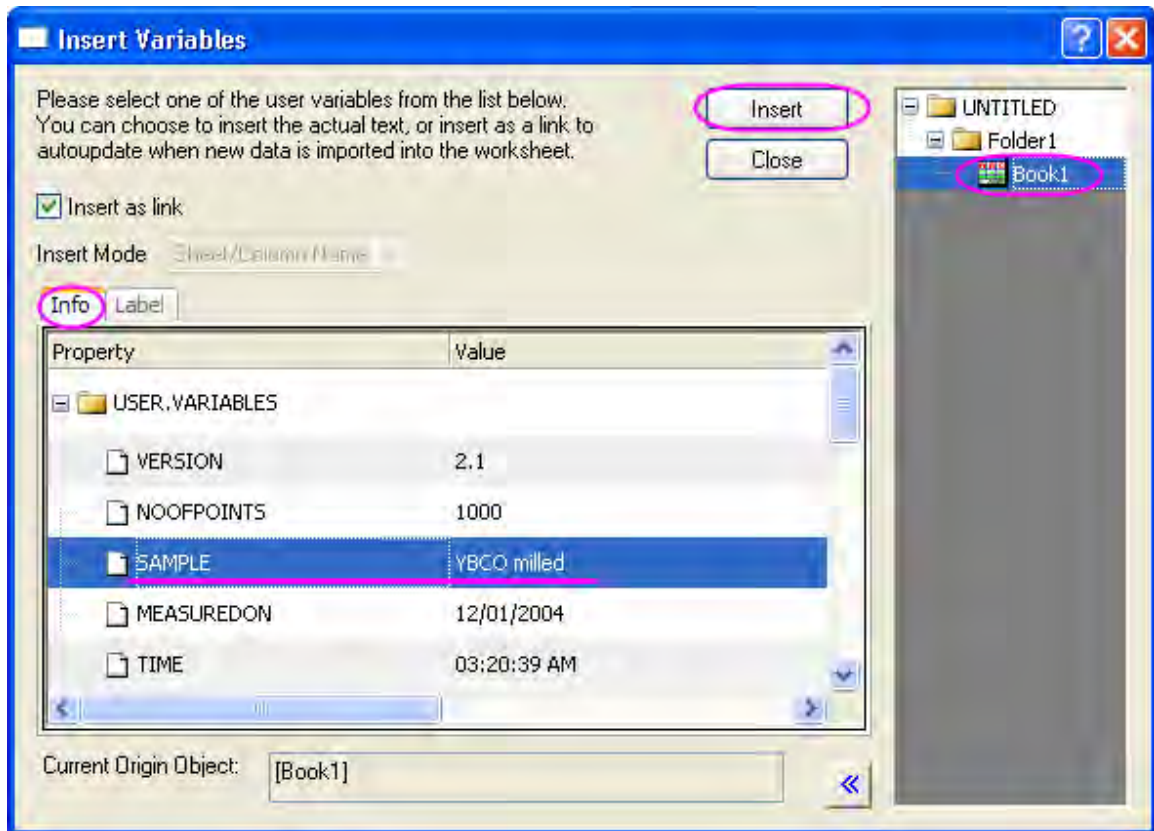 Insert Variables
Please select one of the user variables from the list below.
You can choose to insert the actual text, or insert as a link to
autoupdate when new data is imported into the worksheet.
Insert
Close
Insert as link
Insert Mode Sheet/Column Name
Info Label
Property Value
USER.VARIABLES
VERSION 2.1
NOOFPOINTS 1000
SAMPLE YBCO milled
MEASUREDON 12/01/2004
TIME 03:20:39 AM
Current Origin Object: [Book1]
UNTITLED
Folder1
Book1